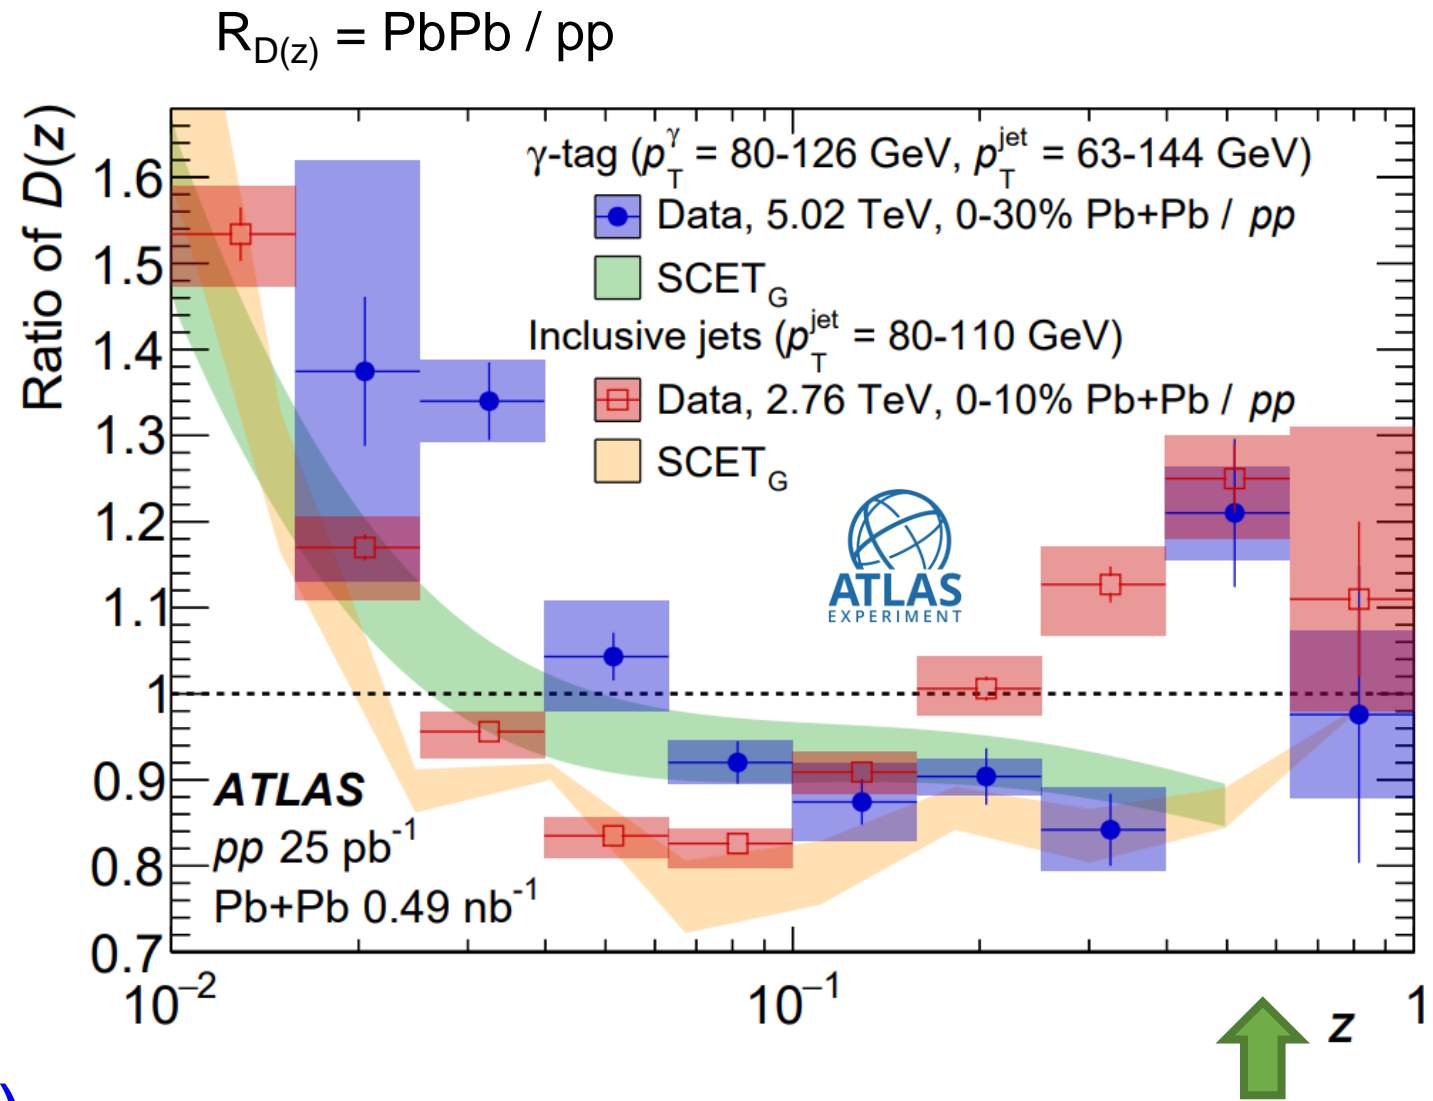 R_D(z) = PbPb / pp
Ratio of D(z)
γ-tag (p_T^γ = 80-126 GeV, p_T^jet = 63-144 GeV)
Data, 5.02 TeV, 0-30% Pb+Pb / pp
SCET_G
Inclusive jets (p_T^jet = 80-110 GeV)
Data, 2.76 TeV, 0-10% Pb+Pb / pp
SCET_G
ATLAS
EXPERIMENT
ATLAS
pp 25 pb^-1
Pb+Pb 0.49 nb^-1
1.6
1.5
1.4
1.3
1.2
1.1
1
0.9
0.8
0.7
10^−2
10^−1
1
z
)